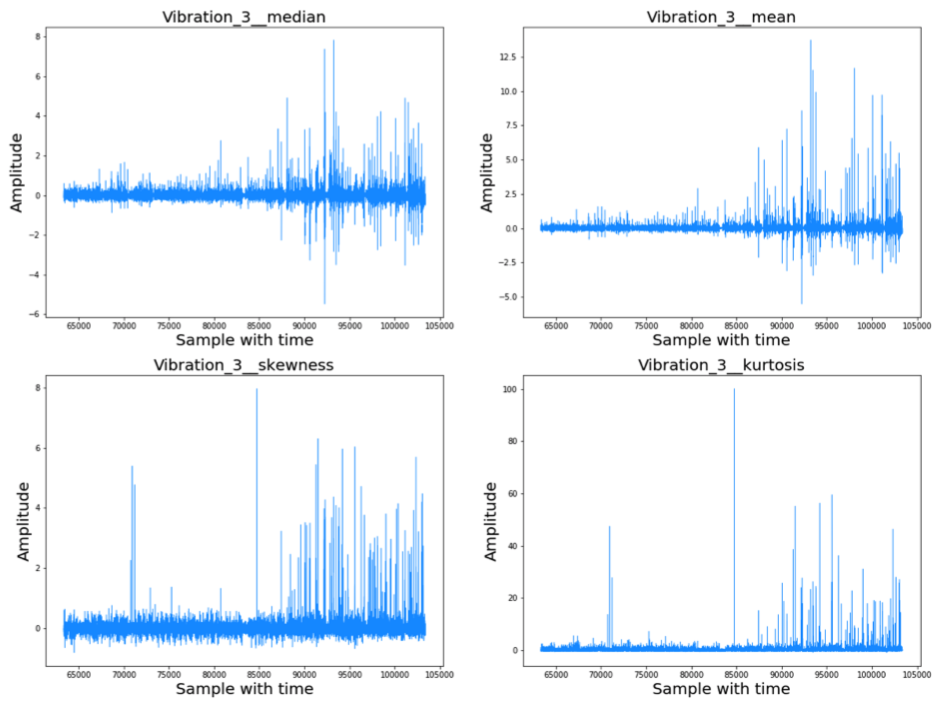 Vibration_3__median
Amplitude
8
6
4
2
0
−2
−4
−6
65000 70000 75000 80000 85000 90000 95000 100000 105000
Sample with time
Vibration_3__mean
Amplitude
12.5
10.0
7.5
5.0
2.5
0.0
−2.5
−5.0
65000 70000 75000 80000 85000 90000 95000 100000 105000
Sample with time
Vibration_3__skewness
Amplitude
8
6
4
2
0
65000 70000 75000 80000 85000 90000 95000 100000 105000
Sample with time
Vibration_3__kurtosis
Amplitude
100
80
60
40
20
0
65000 70000 75000 80000 85000 90000 95000 100000 105000
Sample with time